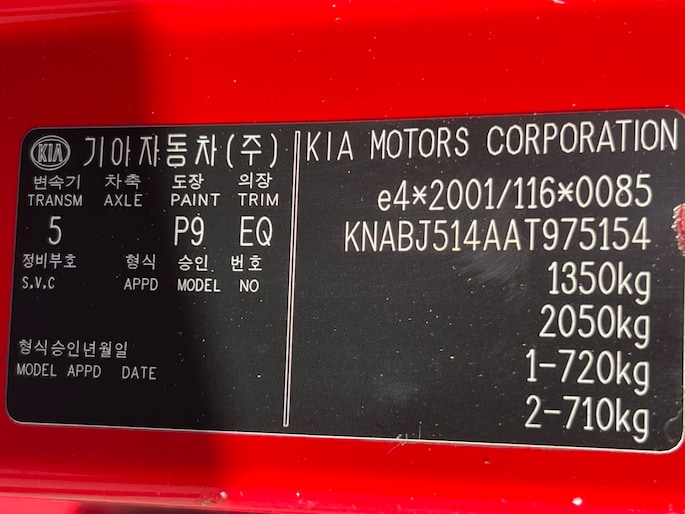 KIA 기아자동차(주)
변속기 차축 도장 의장
TRANSM AXLE PAINT TRIM
5 P9 EQ
정비부호 형식 승인 번호
S.V.C APPD MODEL NO
형식승인년월일
MODEL APPD DATE
KIA MOTORS CORPORATION
e4*2001/116*0085
KNABJ514AAT975154
1350kg
2050kg
1-720kg
2-710kg